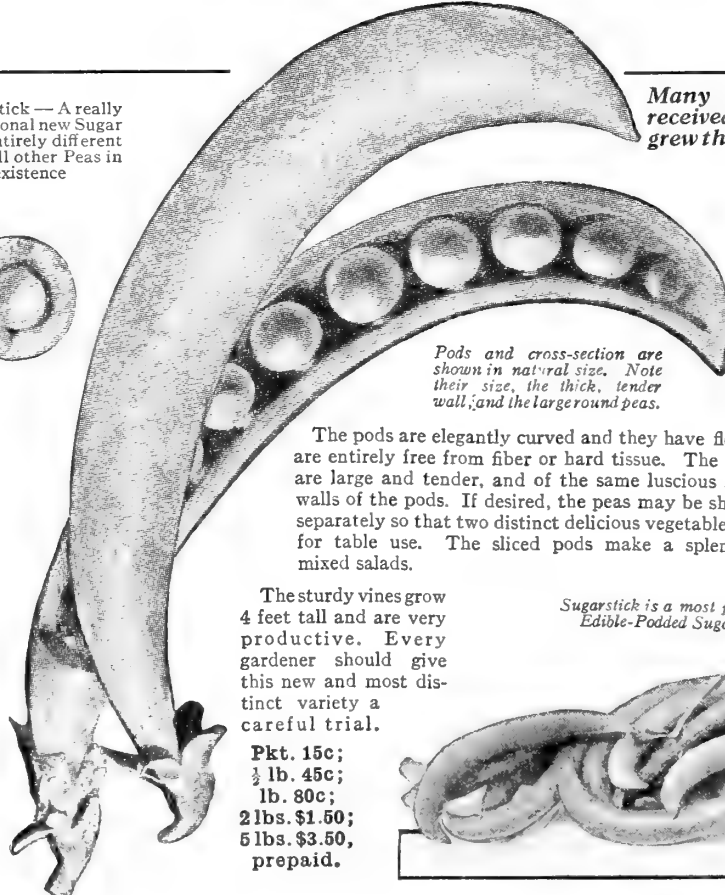 tick — A really
onal new Sugar
tirely different
ll other Peas in
xistence
Many
received
grew th
Pods and cross-section are
shown in natural size. Note
their size, the thick, tender
wall, and the large round peas.
The pods are elegantly curved and they have fl
are entirely free from fiber or hard tissue. The
are large and tender, and of the same luscious
walls of the pods. If desired, the peas may be sh
separately so that two distinct delicious vegetable
for table use. The sliced pods make a splen
mixed salads.
The sturdy vines grow
4 feet tall and are very
productive. Every
gardener should give
this new and most dis-
tinct variety a
careful trial.
Sugarstick is a most
Edible-Podded Suga
Pkt. 15c;
½ lb. 45c;
lb. 80c;
2 lbs. $1.50;
5 lbs. $3.50,
prepaid.